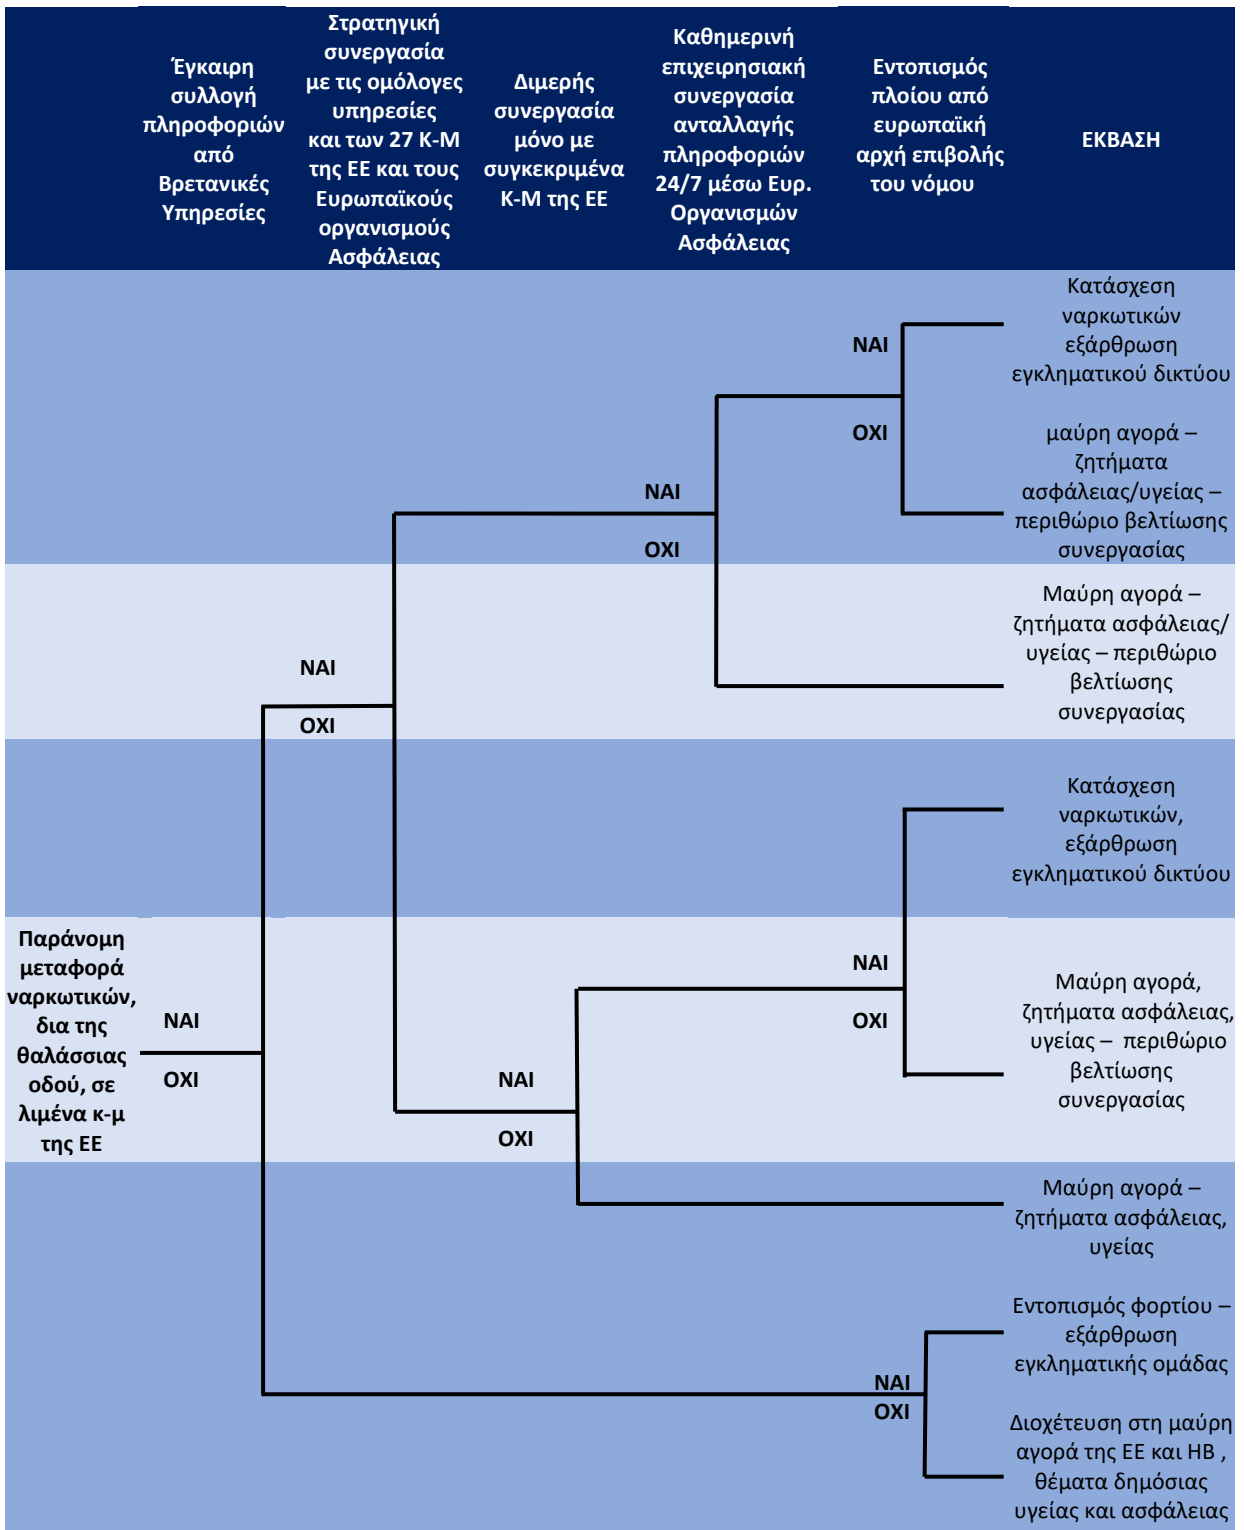 Έγκαιρη
συλλογή
πληροφοριών
από
Βρετανικές
Υπηρεσίες
Στρατηγική
συνεργασία
με τις ομόλογες
υπηρεσίες
και των 27 Κ-Μ
της ΕΕ και τους
Ευρωπαϊκούς
οργανισμούς
Ασφάλειας
Διμερής
συνεργασία
μόνο με
συγκεκριμένα
Κ-Μ της ΕΕ
Καθημερινή
επιχειρησιακή
συνεργασία
ανταλλαγής
πληροφοριών
24/7 μέσω Ευρ.
Οργανισμών
Ασφάλειας
Εντοπισμός
πλοίου από
ευρωπαϊκή
αρχή επιβολής
του νόμου
ΕΚΒΑΣΗ
Κατάσχεση
ναρκωτικών
εξάρθρωση
εγκληματικού δικτύου
ΝΑΙ
ΟΧΙ
μαύρη αγορά –
ζητήματα
ασφάλειας/υγείας –
περιθώριο βελτίωσης
συνεργασίας
ΝΑΙ
ΟΧΙ
Μαύρη αγορά –
ζητήματα ασφάλειας/
υγείας – περιθώριο
βελτίωσης
συνεργασίας
ΝΑΙ
ΟΧΙ
Κατάσχεση
ναρκωτικών,
εξάρθρωση
εγκληματικού δικτύου
Παράνομη
μεταφορά
ναρκωτικών,
δια της
θαλάσσιας
οδού, σε
λιμένα κ-μ
της ΕΕ
ΝΑΙ
ΟΧΙ
ΝΑΙ
ΟΧΙ
Μαύρη αγορά,
ζητήματα ασφάλειας,
υγείας – περιθώριο
βελτίωσης
συνεργασίας
ΝΑΙ
ΟΧΙ
Μαύρη αγορά –
ζητήματα ασφάλειας,
υγείας
Εντοπισμός φορτίου –
εξάρθρωση
εγκληματικής ομάδας
ΝΑΙ
ΟΧΙ
Διοχέτευση στη μαύρη
αγορά της ΕΕ και ΗΒ ,
θέματα δημόσιας
υγείας και ασφάλειας